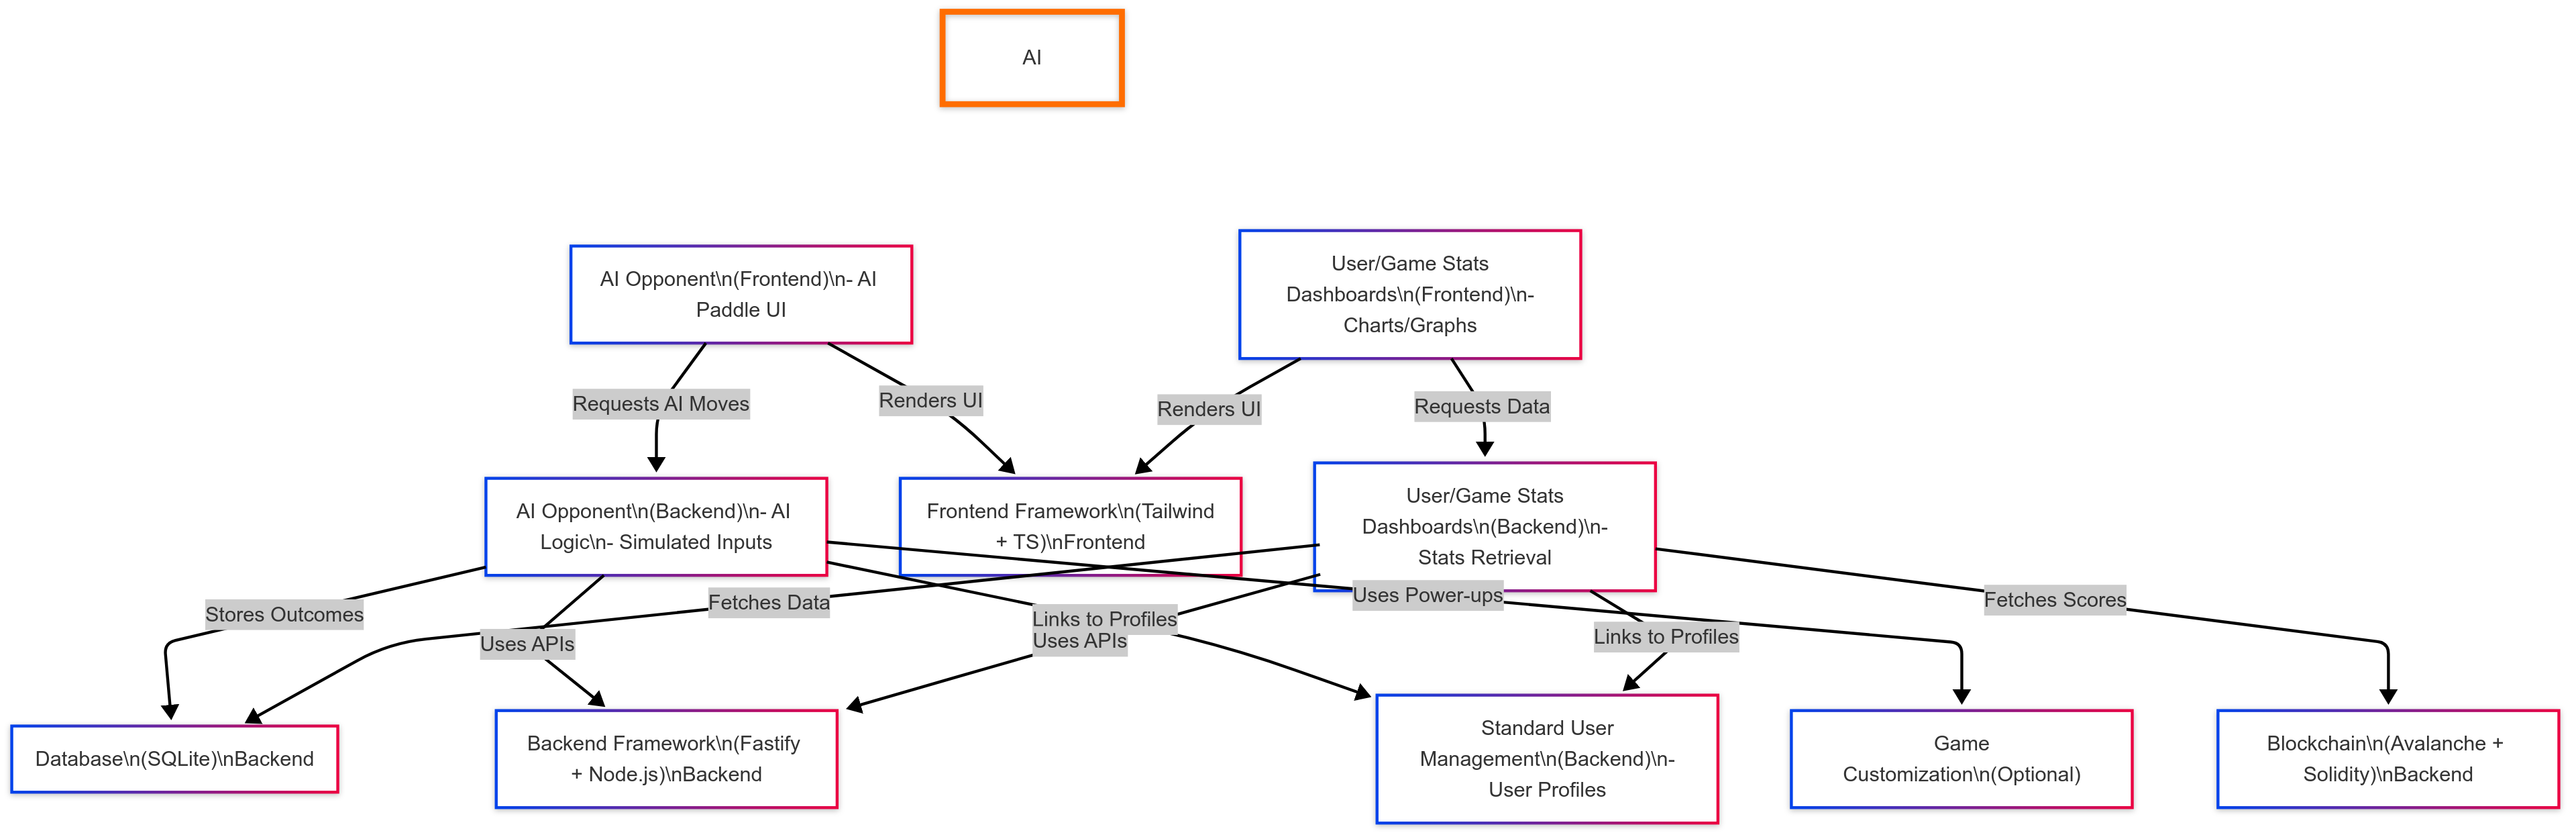 AI
AI Opponent\n(Frontend)\n- AI
Paddle UI
User/Game Stats
Dashboards\n(Frontend)\n-
Charts/Graphs
Requests AI Moves
Renders UI
Renders UI
Requests Data
AI Opponent\n(Backend)\n- AI
Logic\n- Simulated Inputs
Frontend Framework\n(Tailwind
+ TS)\nFrontend
User/Game Stats
Dashboards\n(Backend)\n-
Stats Retrieval
Stores Outcomes
Uses APIs
Fetches Data
Links to Profiles
Uses APIs
Uses Power-ups
Links to Profiles
Fetches Scores
Database\n(SQLite)\nBackend
Backend Framework\n(Fastify
+ Node.js)\nBackend
Standard User
Management\n(Backend)\n-
User Profiles
Game
Customization\n(Optional)
Blockchain\n(Avalanche +
Solidity)\nBackend